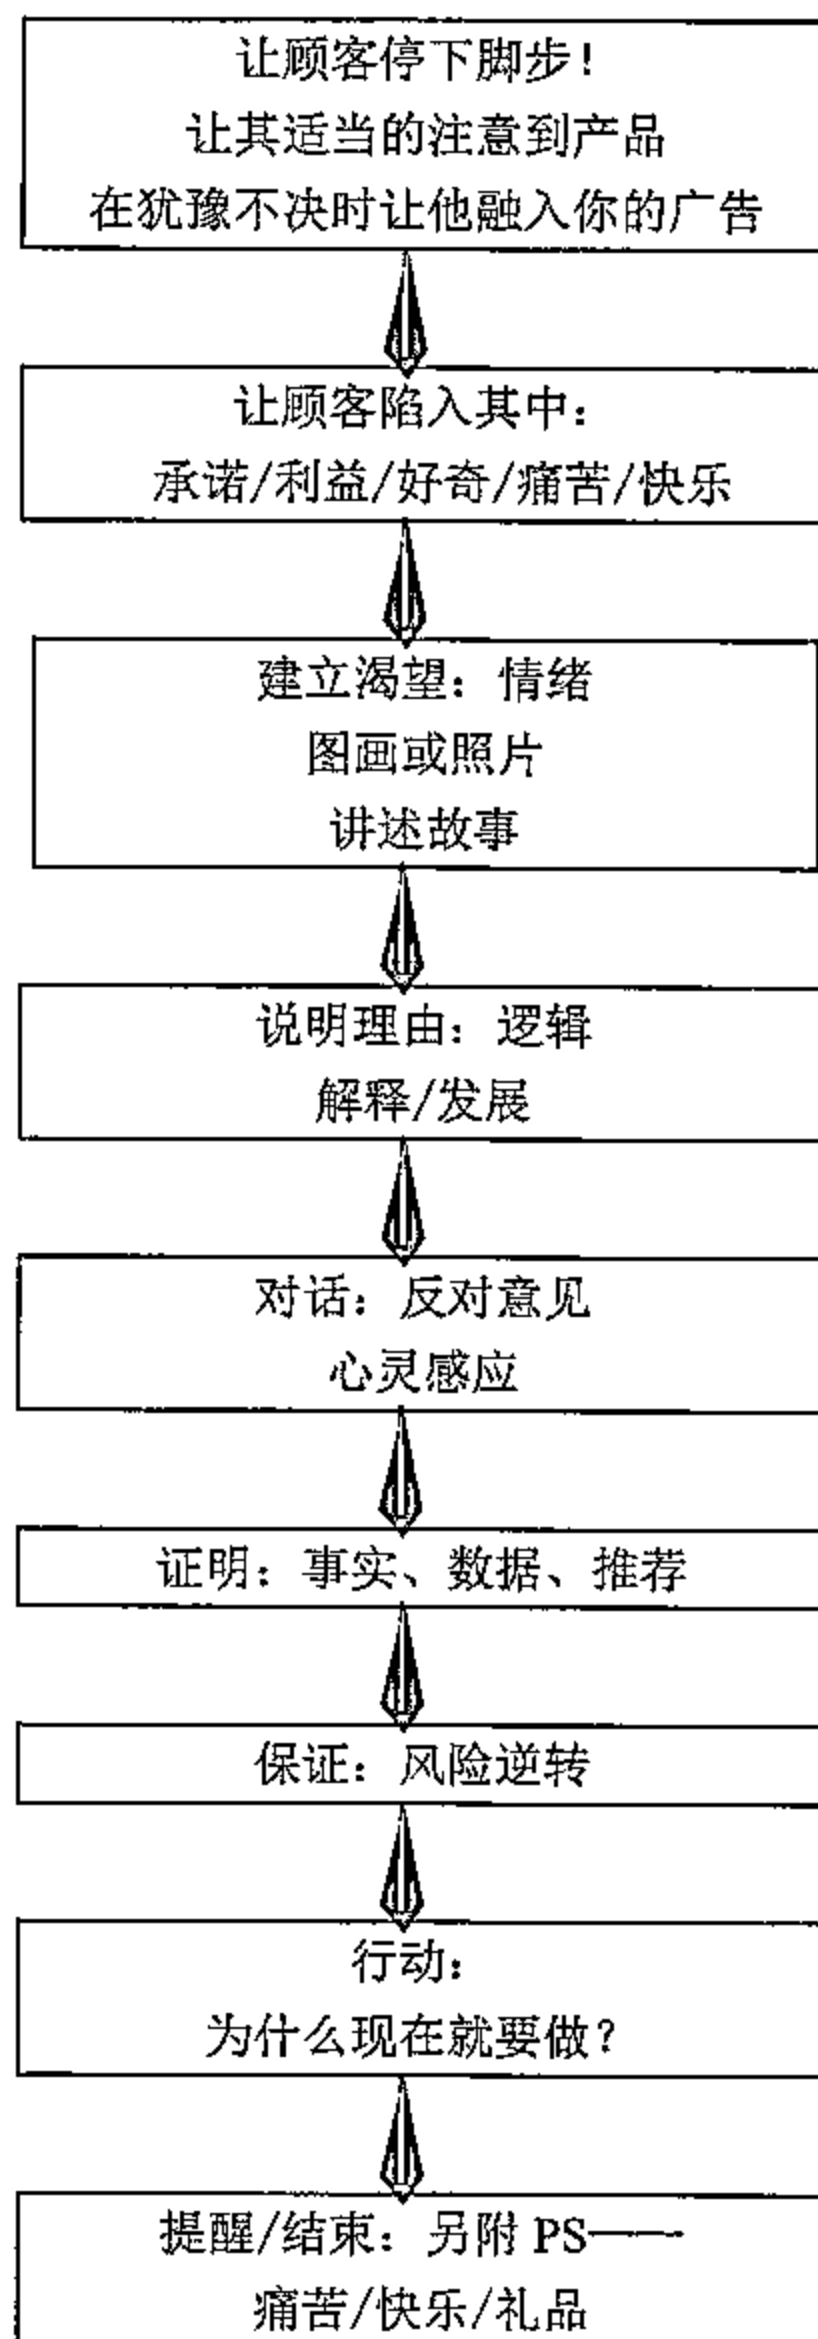 让顾客停下脚步!
让其适当的注意到产品
在犹豫不决时让他融入你的广告
让顾客陷入其中:
承诺/利益/好奇/痛苦/快乐
建立渴望: 情绪
图画或照片
讲述故事
说明理由: 逻辑
解释/发展
对话: 反对意见
心灵感应
证明: 事实、数据、推荐
保证: 风险逆转
行动:
为什么现在就要做?
提醒/结束: 另附 PS——
痛苦/快乐/礼品